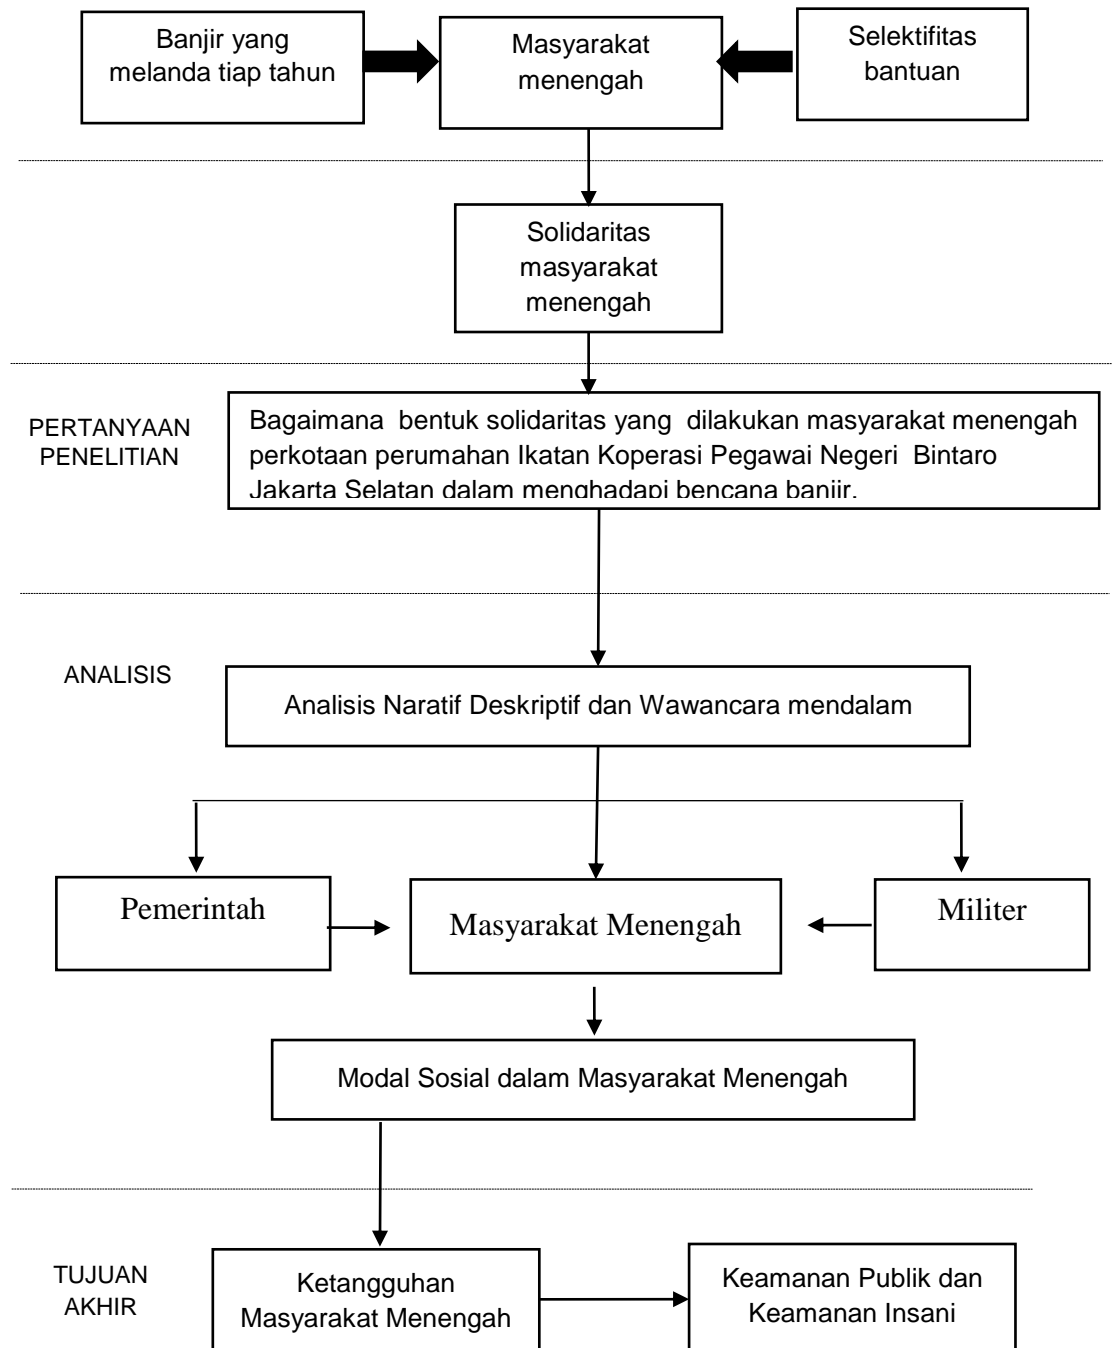 Banjir yang
melanda tiap tahun
Masyarakat
menengah
Selektifitas
bantuan
Solidaritas
masyarakat
menengah
PERTANYAAN
PENELITIAN
Bagaimana bentuk solidaritas yang dilakukan masyarakat menengah
perkotaan perumahan Ikatan Koperasi Pegawai Negeri Bintaro
Jakarta Selatan dalam menghadapi bencana banjir.
ANALISIS
Analisis Naratif Deskriptif dan Wawancara mendalam
Pemerintah
Masyarakat Menengah
Militer
Modal Sosial dalam Masyarakat Menengah
TUJUAN
AKHIR
Ketangguhan
Masyarakat Menengah
Keamanan Publik dan
Keamanan Insani